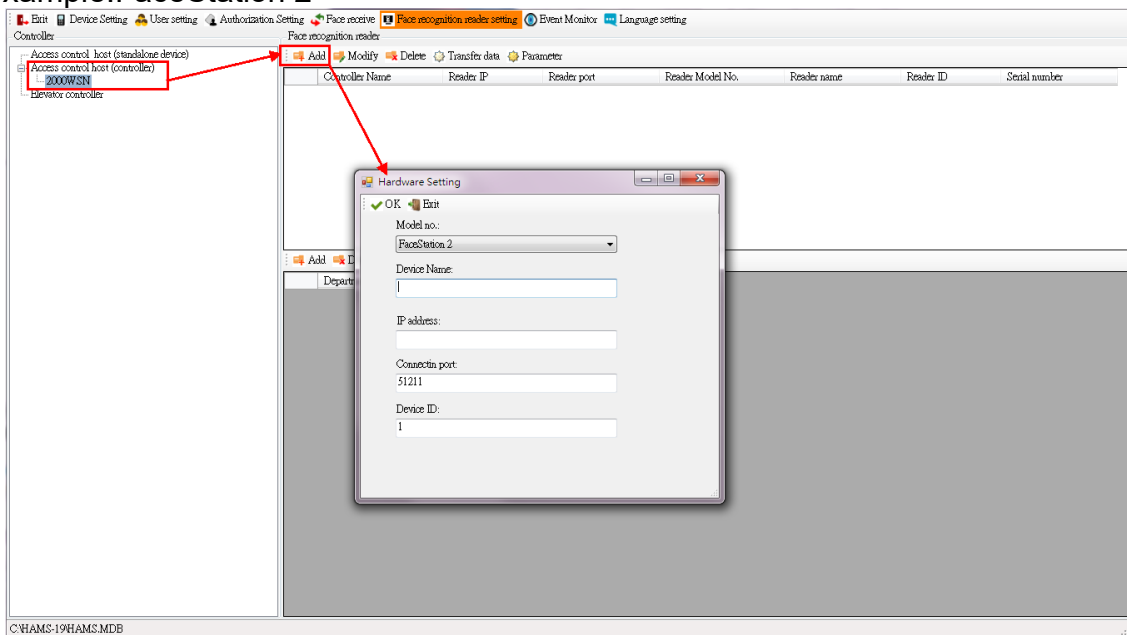 xample:FaceStation 2
Exit Device Setting User setting Authorization Setting Face receive Face recognition reader setting Event Monitor Language setting
Controller Face recognition reader
Access control host (standalone device)
Access control host (controller)
2000WSN
Elevator controller
Add Modify Delete Transfer data Parameter
Controller Name Reader IP Reader port Reader Model No. Reader name Reader ID Serial number
Hardware Setting
OK Exit
Model no.:
FaceStation 2
Device Name:
IP address:
Connectin port:
51211
Device ID:
1
Add D
Departm
C:\HAMS-19\HAMS.MDB